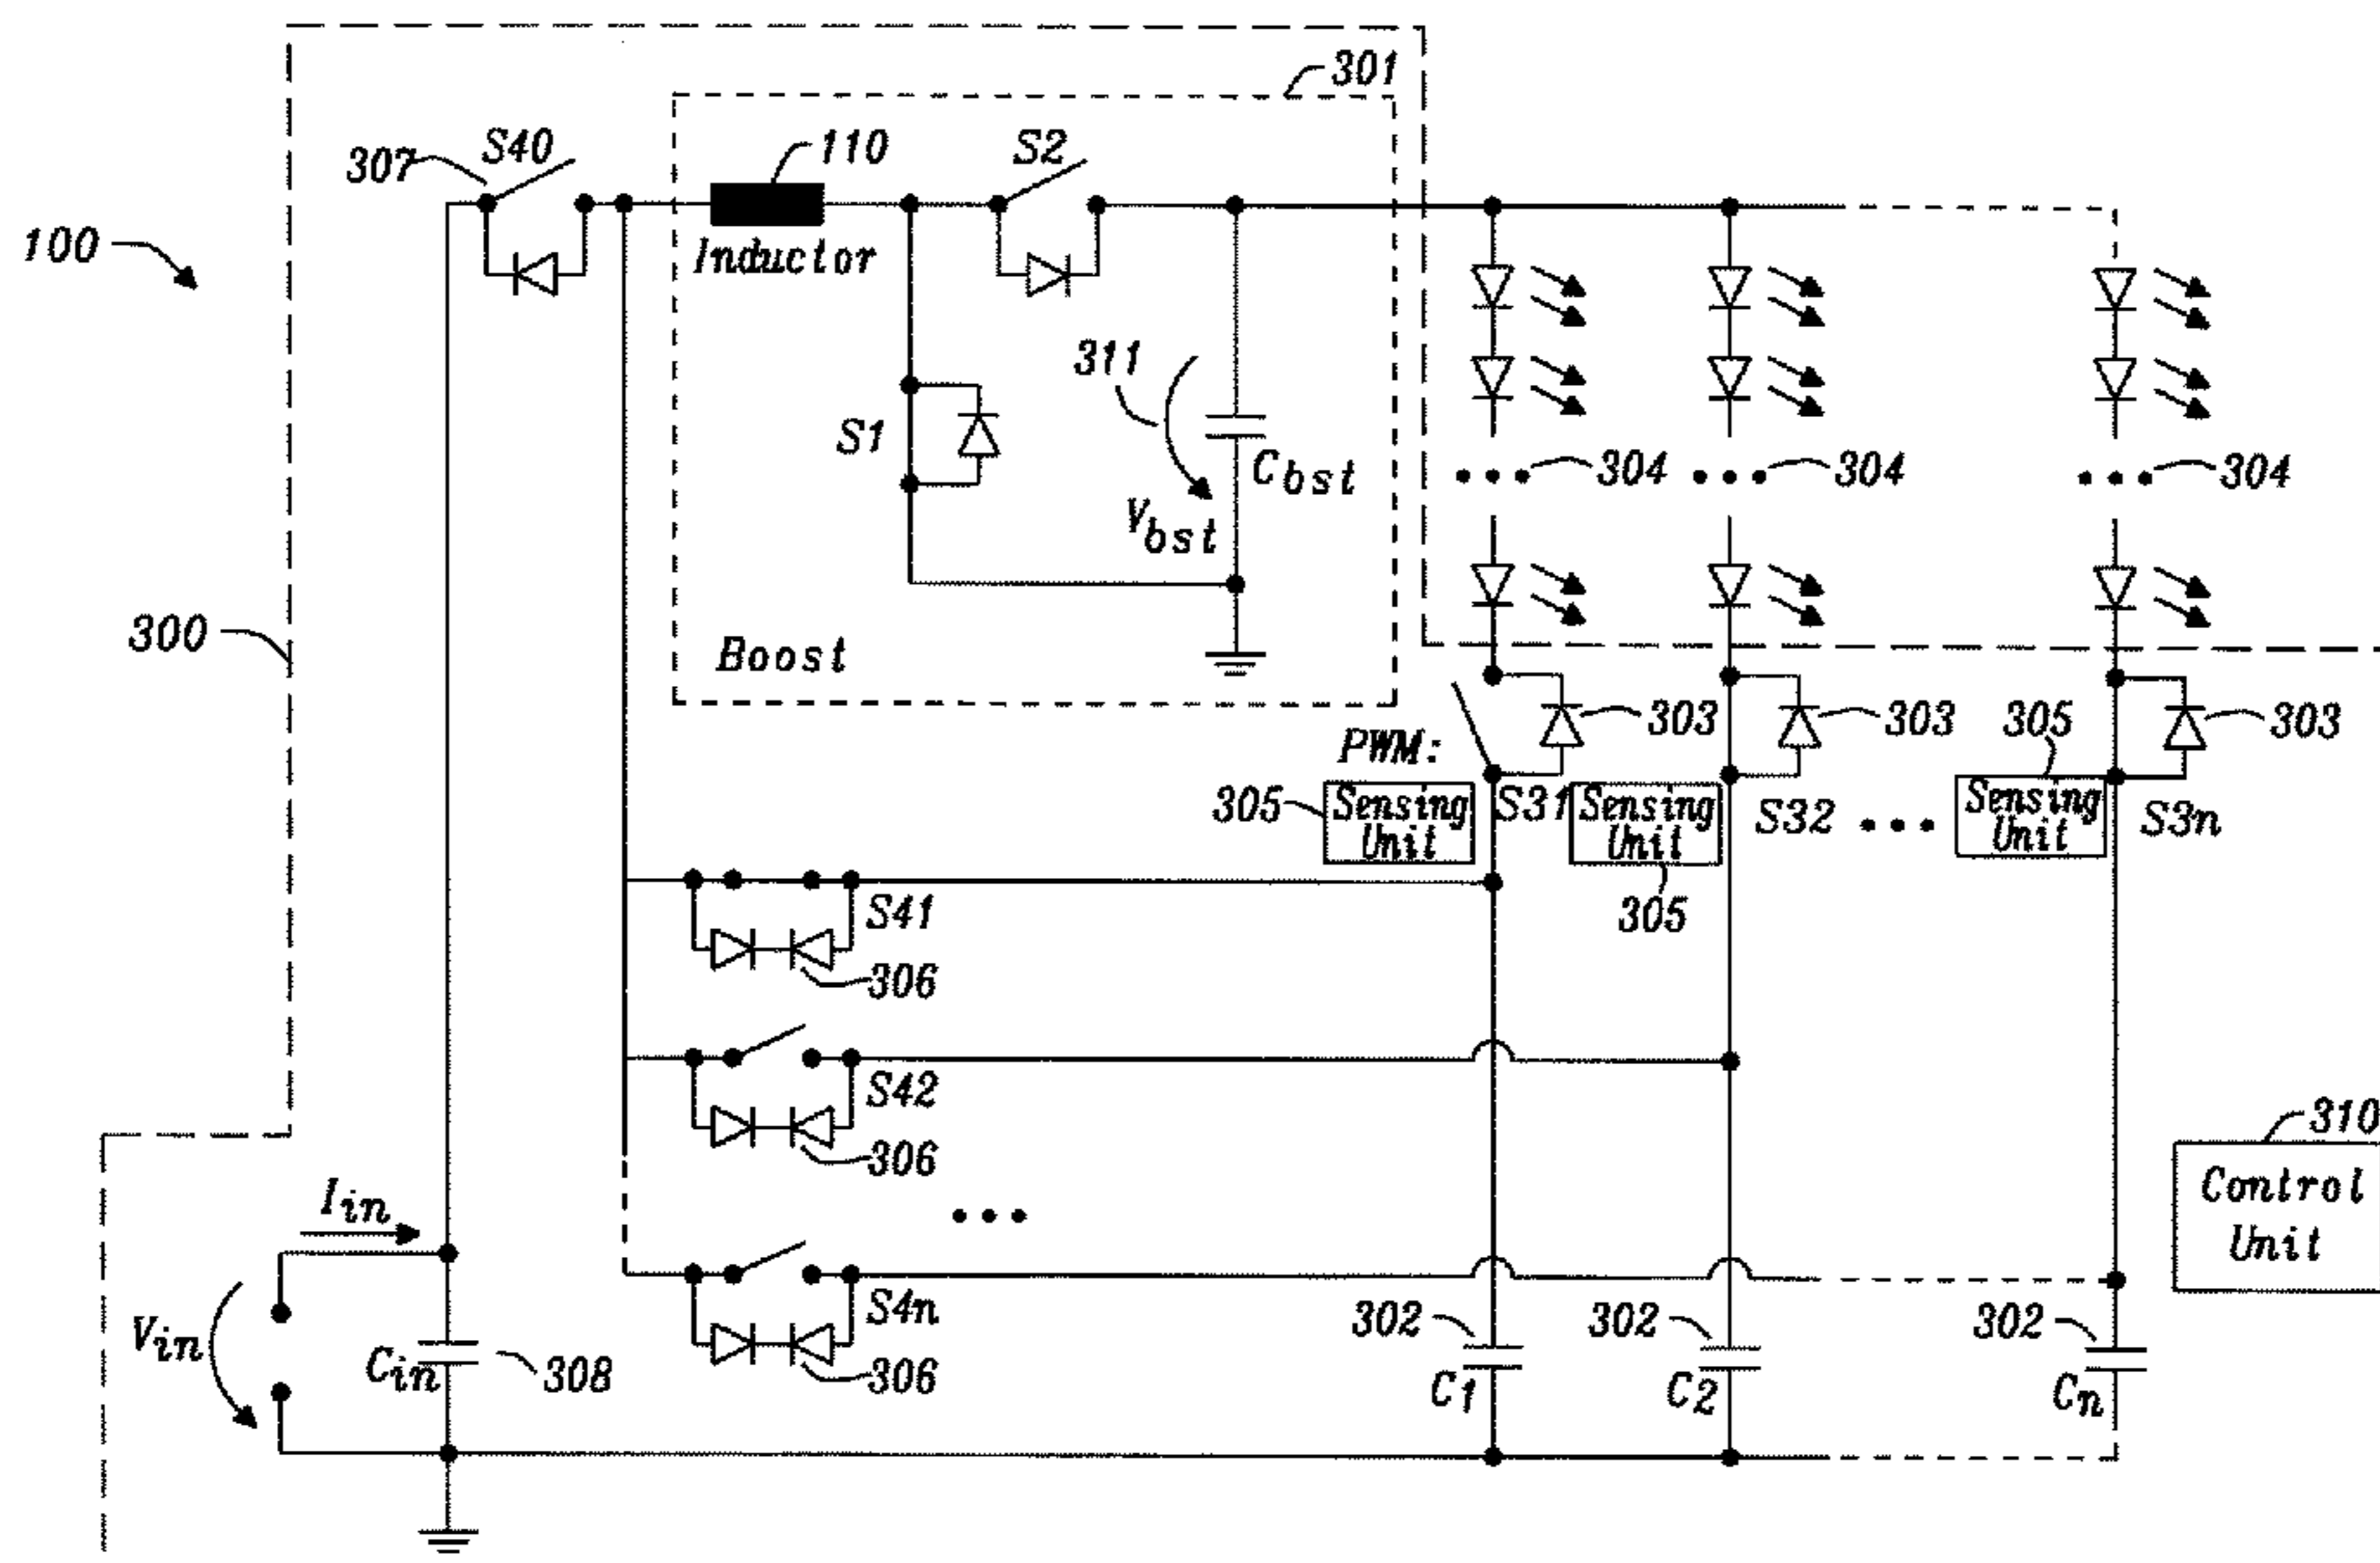 301
S40
110
S2
307
100
Inductor
311
304
304
304
S1
Cbst
Vbst
300
Boost
303
303
305
303
PWM:
305
Sensing Unit
S31
Sensing Unit
S32
Sensing Unit
S3n
S41
305
306
S42
310
306
Control
Unit
Iin
S4n
Vin
302
302
302
Cin
308
306
C1
C2
Cn